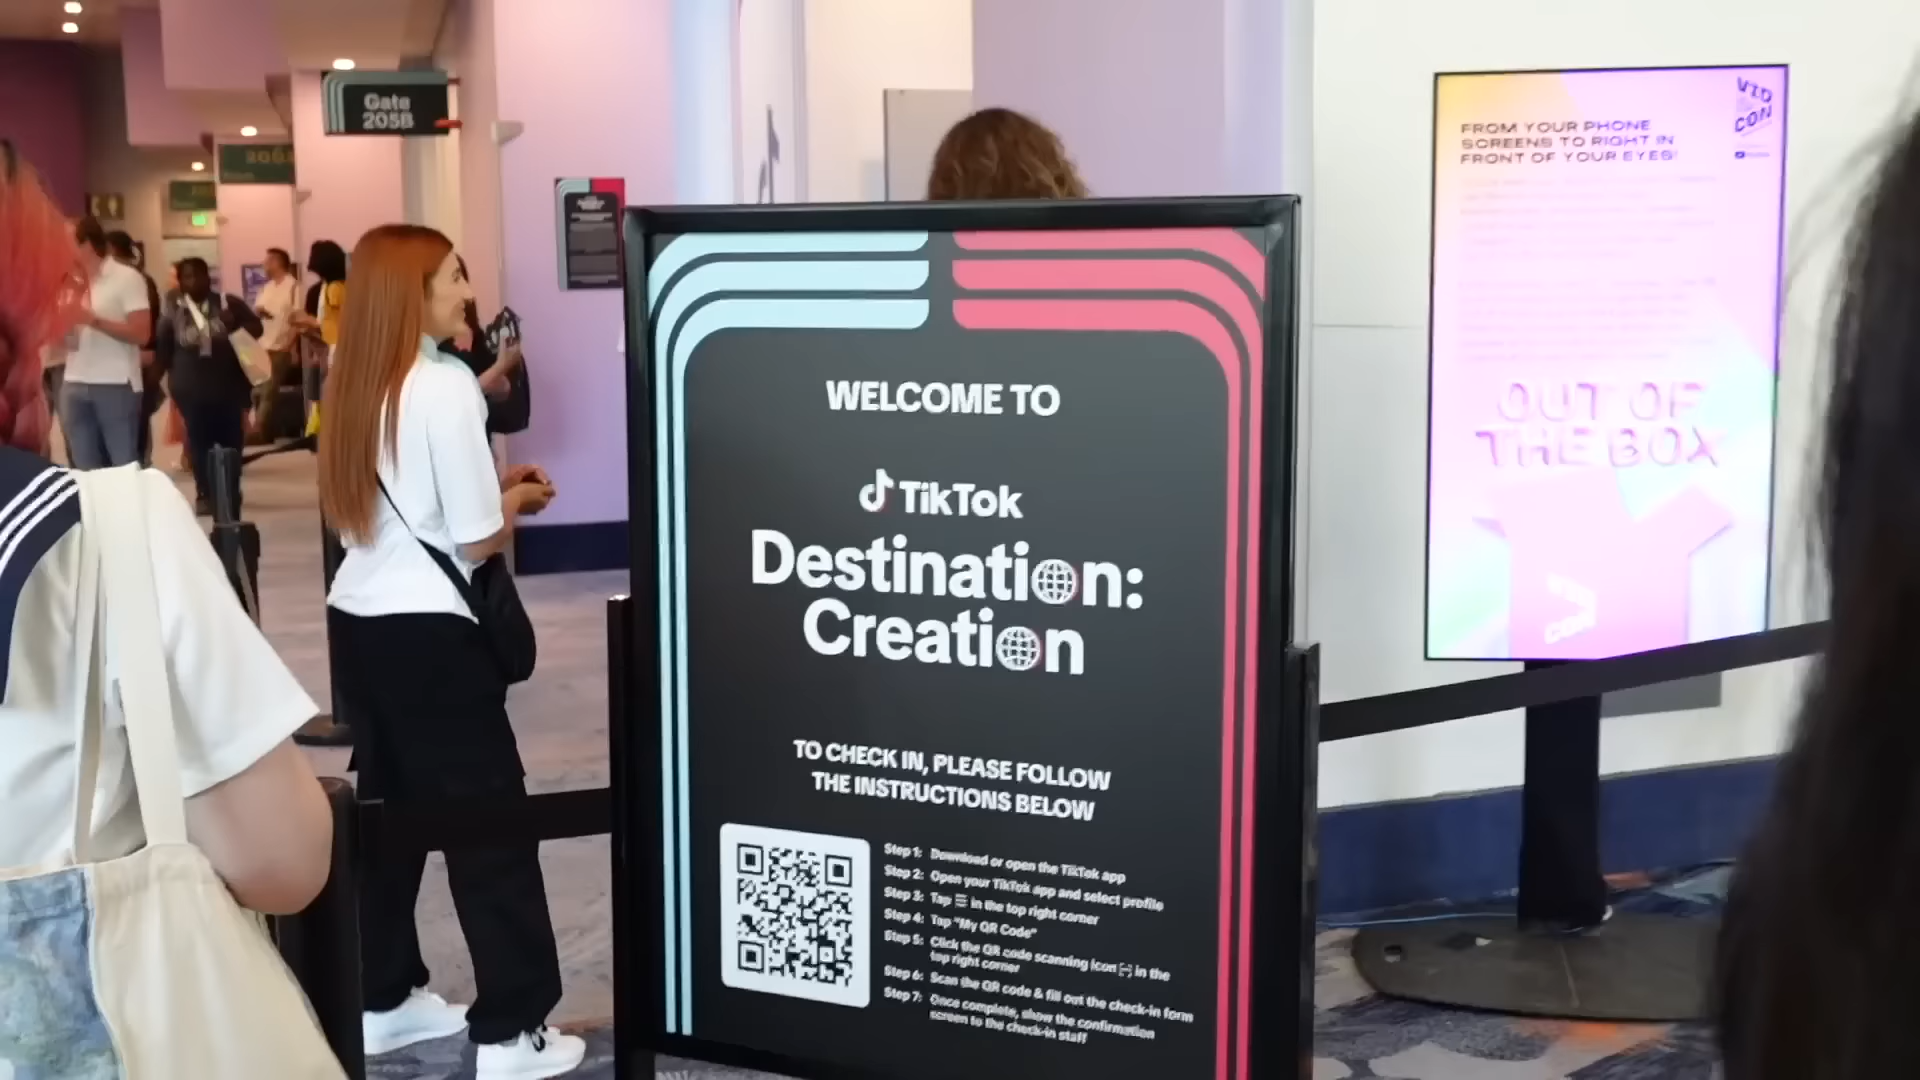 Gate
205B
VID
CON
FROM YOUR PHONE
SCREENS TO RIGHT IN
FRONT OF YOUR EYES!
OUT OF
THE BOX
CON
WELCOME TO
TikTok
Destination:
Creation
TO CHECK IN, PLEASE FOLLOW
THE INSTRUCTIONS BELOW
Step 1: Download or open the TikTok app
Step 2: Open your TikTok app and select profile
Step 3: Tap ☰ in the top right corner
Step 4: Tap "My QR Code"
Step 5: Click the QR code scanning icon [-] in the
top right corner
Step 6: Scan the QR code & fill out the check-in form
Step 7: Once complete, show the confirmation
screen to the check-in staff